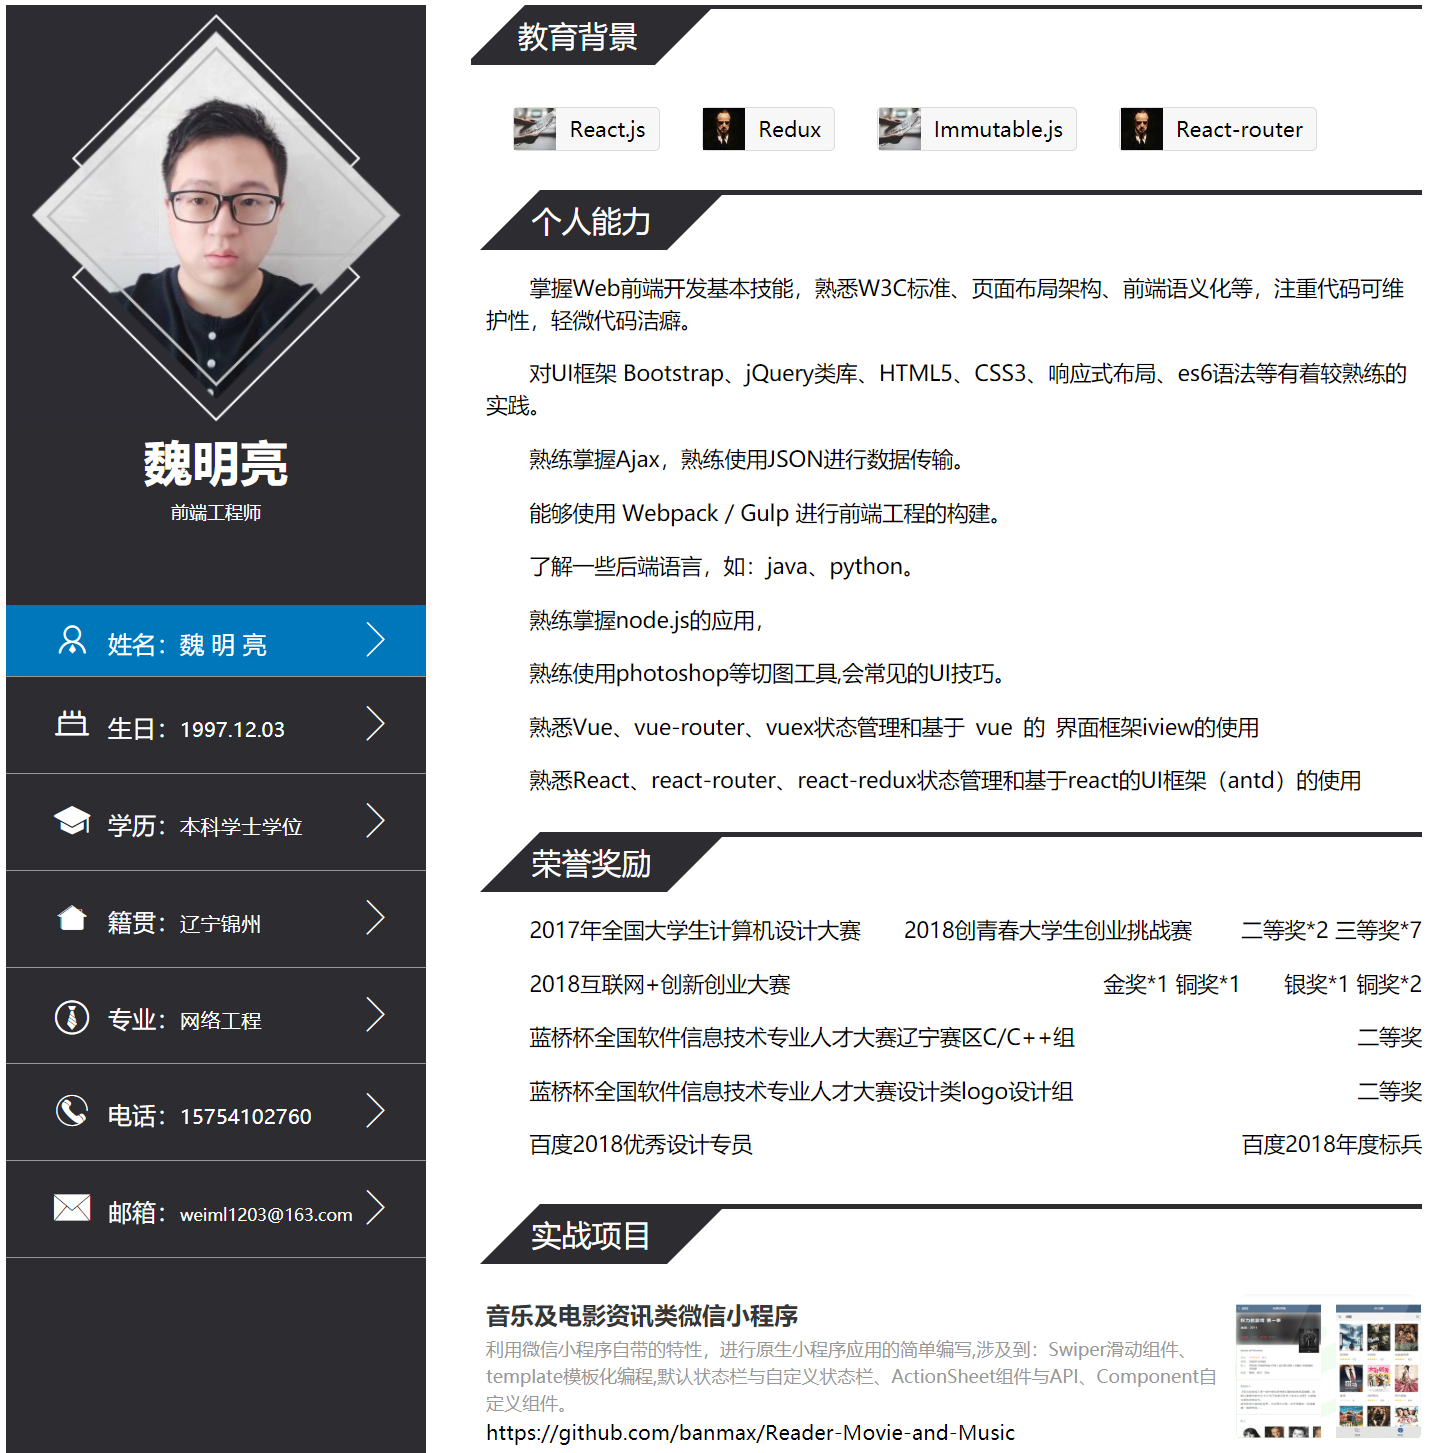 魏明亮
前端工程师
姓名：魏 明 亮
生日：1997.12.03
学历：本科学士学位
籍贯：辽宁锦州
专业：网络工程
电话：15754102760
邮箱：weiml1203@163.com
教育背景
React.js Redux Immutable.js React-router
个人能力
掌握Web前端开发基本技能，熟悉W3C标准、页面布局架构、前端语义化等，注重代码可维
护性，轻微代码洁癖。
对UI框架 Bootstrap、jQuery类库、HTML5、CSS3、响应式布局、es6语法等有着较熟练的
实践。
熟练掌握Ajax，熟练使用JSON进行数据传输。
能够使用 Webpack / Gulp 进行前端工程的构建。
了解一些后端语言，如：java、python。
熟练掌握node.js的应用，
熟练使用photoshop等切图工具,会常见的UI技巧。
熟悉Vue、vue-router、vuex状态管理和基于 vue 的 界面框架iview的使用
熟悉React、react-router、react-redux状态管理和基于react的UI框架（antd）的使用
荣誉奖励
2017年全国大学生计算机设计大赛 2018创青春大学生创业挑战赛 二等奖*2 三等奖*7
2018互联网+创新创业大赛 金奖*1 铜奖*1 银奖*1 铜奖*2
蓝桥杯全国软件信息技术专业人才大赛辽宁赛区C/C++组 二等奖
蓝桥杯全国软件信息技术专业人才大赛设计类logo设计组 二等奖
百度2018优秀设计专员 百度2018年度标兵
实战项目
音乐及电影资讯类微信小程序
利用微信小程序自带的特性，进行原生小程序应用的简单编写,涉及到：Swiper滑动组件、
template模板化编程,默认状态栏与自定义状态栏、ActionSheet组件与API、Component自
定义组件。
https://github.com/banmax/Reader-Movie-and-Music